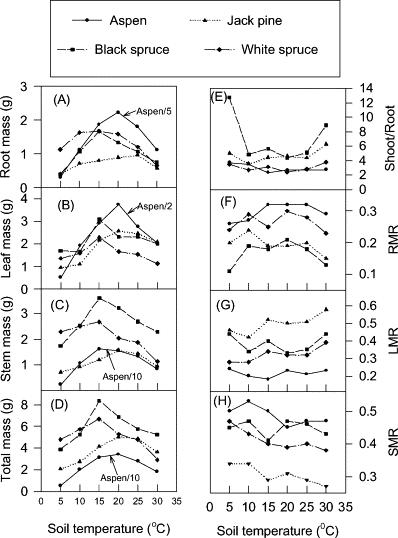 Aspen
Jack pine
Black spruce
White spruce
(A)
Aspen/5
Root mass (g)
3
2
1
0
(E)
14
12
10
8
6
4
2
0
Shoot/Root
(B)
Aspen/2
Leaf mass (g)
4
3
2
1
0
(F)
0.3
0.2
0.1
RMR
(C)
Aspen/10
Stem mass (g)
3
2
1
0
(G)
0.6
0.5
0.4
0.3
0.2
LMR
(D)
Aspen/10
Total mass (g)
8
6
4
2
0
(H)
0.5
0.4
0.3
SMR
0 5 10 15 20 25 30 35
0 5 10 15 20 25 30 35
Soil temperature (⁰C)
Soil temperature (⁰C)